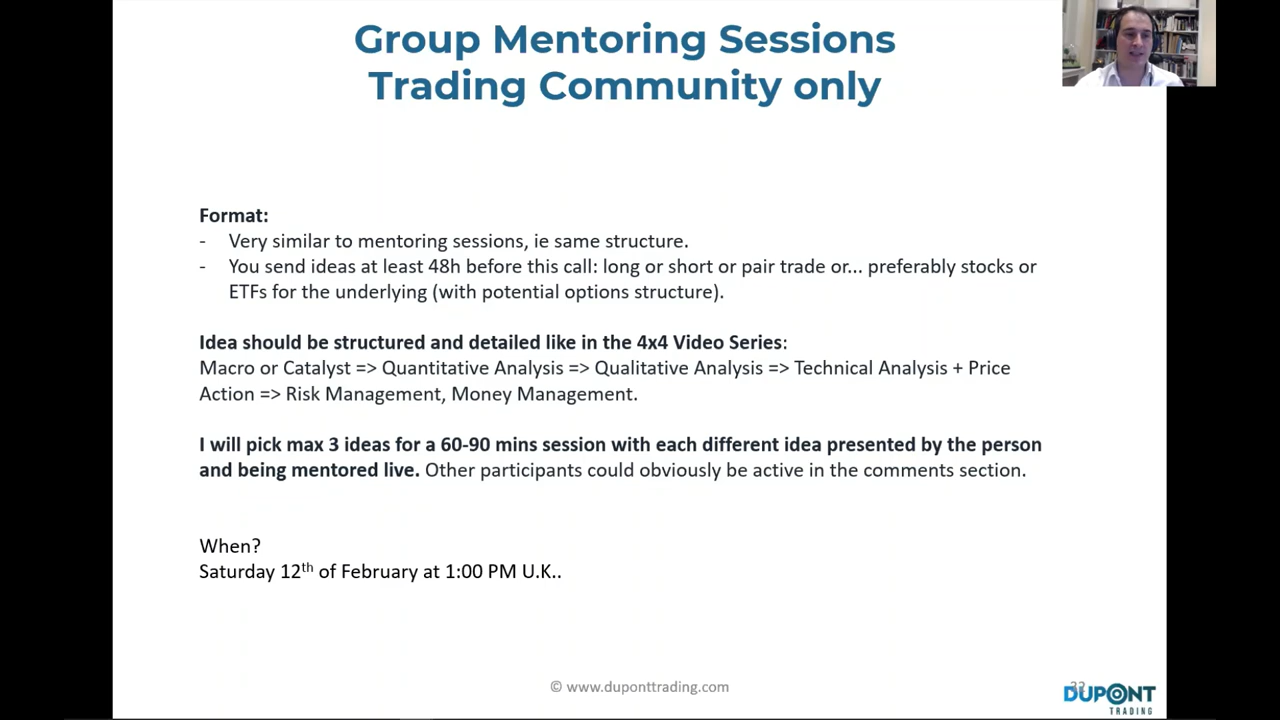 Group Mentoring Sessions
Trading Community only
Format:
- Very similar to mentoring sessions, ie same structure.
- You send ideas at least 48h before this call: long or short or pair trade or... preferably stocks or
ETFs for the underlying (with potential options structure).
Idea should be structured and detailed like in the 4x4 Video Series:
Macro or Catalyst => Quantitative Analysis => Qualitative Analysis => Technical Analysis + Price
Action => Risk Management, Money Management.
I will pick max 3 ideas for a 60-90 mins session with each different idea presented by the person
and being mentored live. Other participants could obviously be active in the comments section.
When?
Saturday 12th of February at 1:00 PM U.K..
© www.duponttrading.com
DUPONT
TRADING